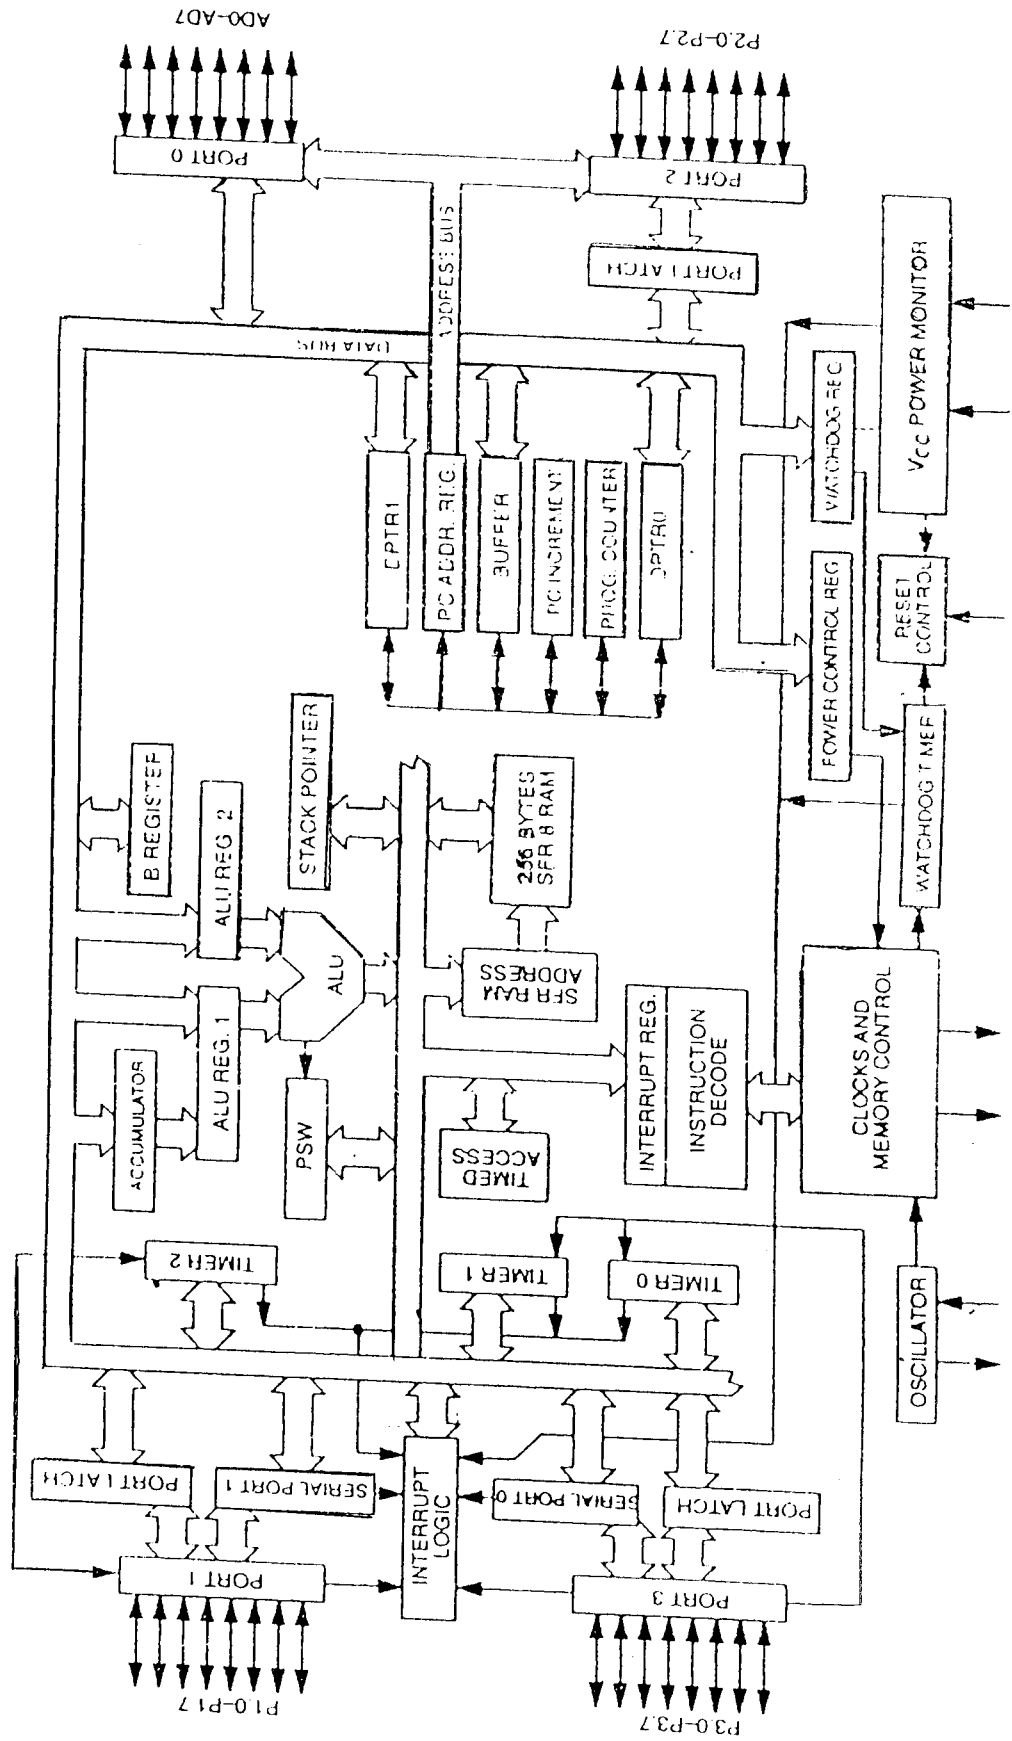 P1.0–P1.7
PORT 1
PORT LATCH
SERIAL PORT 1
INTERRUPT
LOGIC
P3.0–P3.7
PORT 3
SERIAL PORT 0
PORT LATCH
TIMER 2
TIMER 1
TIMER 0
ACCUMULATOR
ALU REG. 1
ALU REG 2
B REGISTER
PSW
ALU
STACK POINTER
TIMED
ACCESS
SFR RAM
ADDRESS
256 BYTES
SFR & RAM
INTERRUPT REG.
INSTRUCTION
DECODE
DPTR1
PC ADDR. REG.
BUFFER
PC INCREMENT
PROG. COUNTER
DPTR0
DATA BUS
ADDRESS BUS
PORT 0
AD0–AD7
PORT LATCH
PORT 2
P2.0–P2.7
OSCILLATOR
CLOCKS AND
MEMORY CONTROL
WATCHDOG TIMER
POWER CONTROL REG.
WATCHDOG REG.
RESET
CONTROL
VCC POWER MONITOR